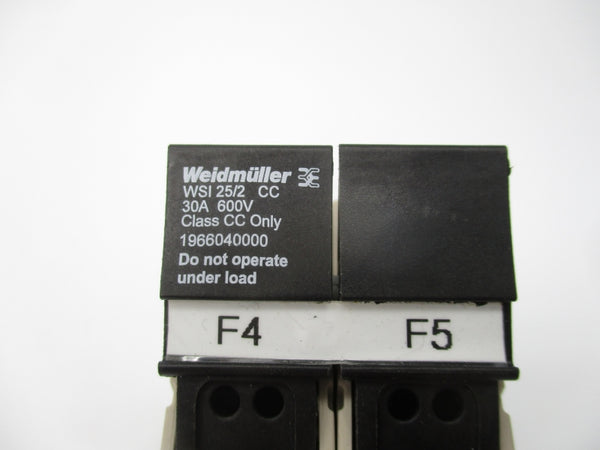 Weidmüller
WSI 25/2 CC
30A 600V
Class CC Only
1966040000
Do not operate
under load
F4 F5